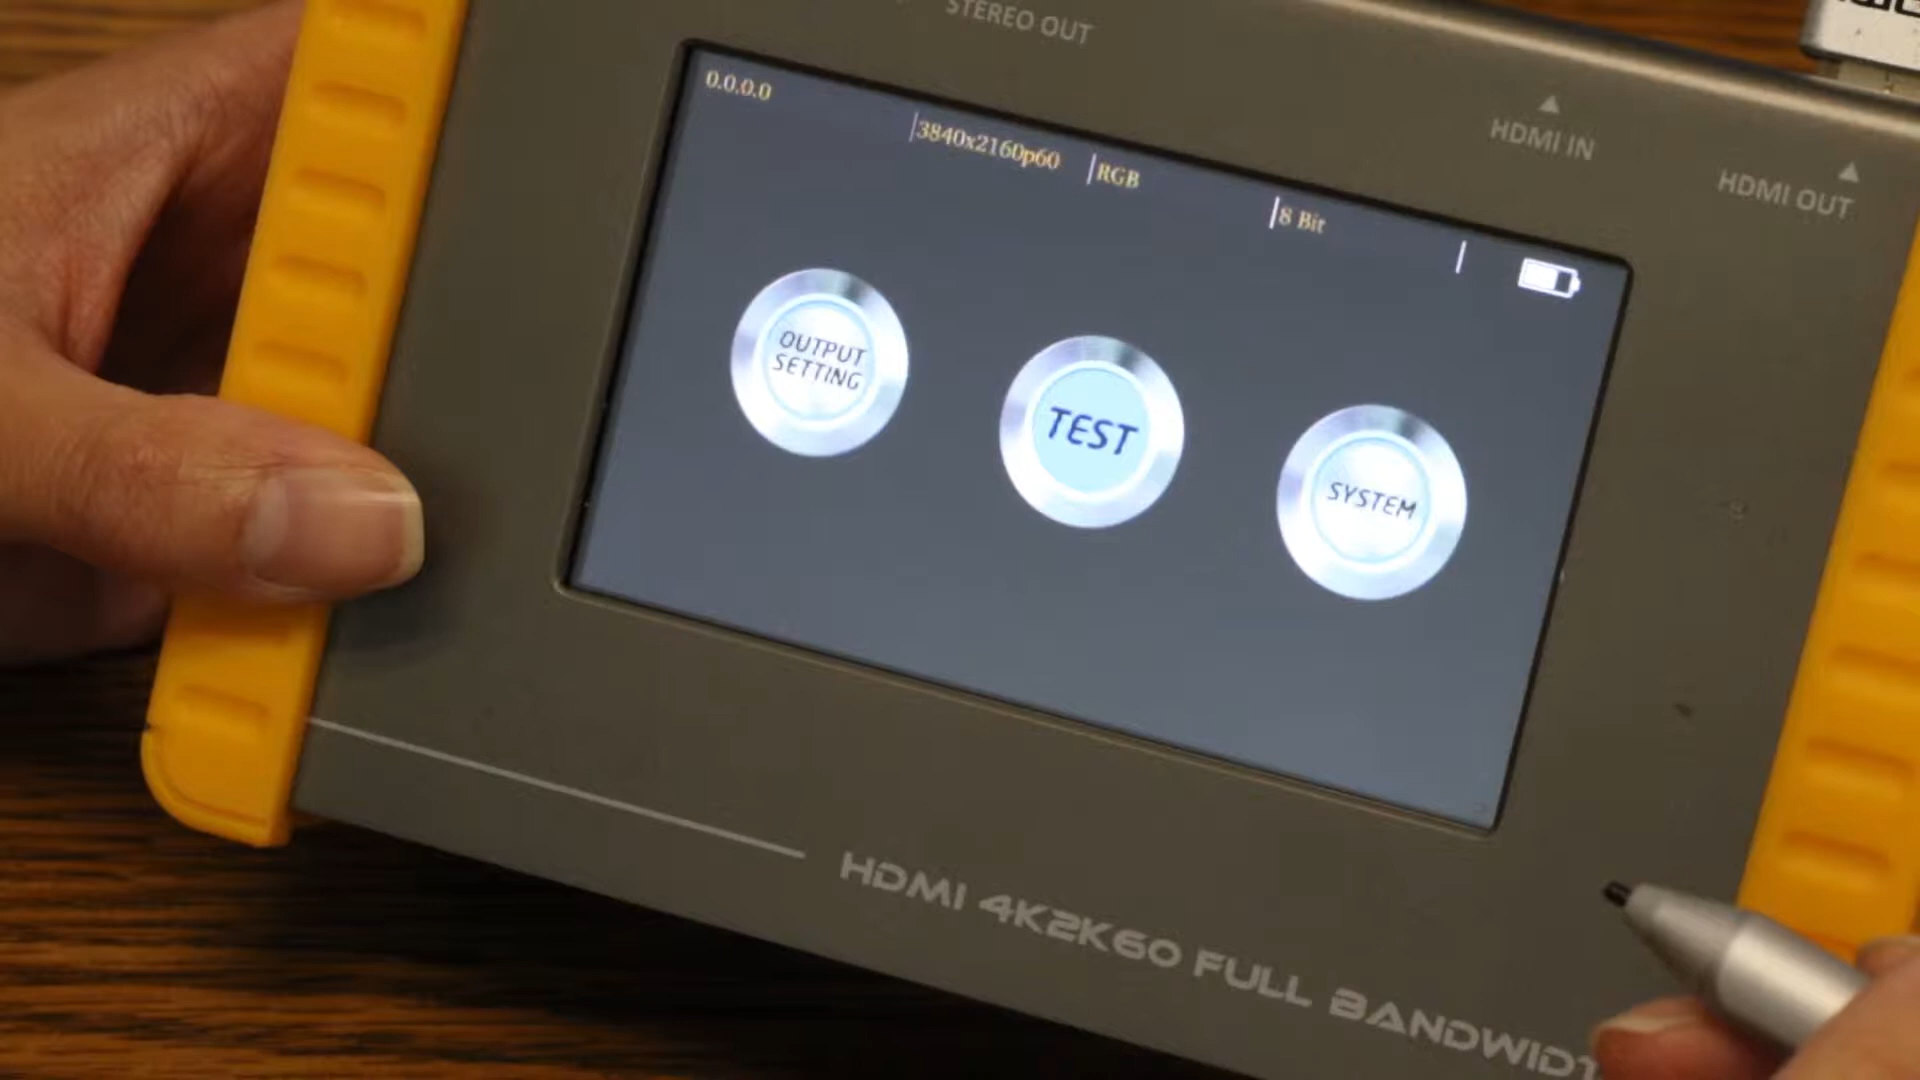 STEREO OUT
HDMI IN
HDMI OUT
0.0.0.0
3840x2160p60
RGB
8 Bit
OUTPUT
SETTING
TEST
SYSTEM
HDMI 4K2K60 FULL BANDWIDT